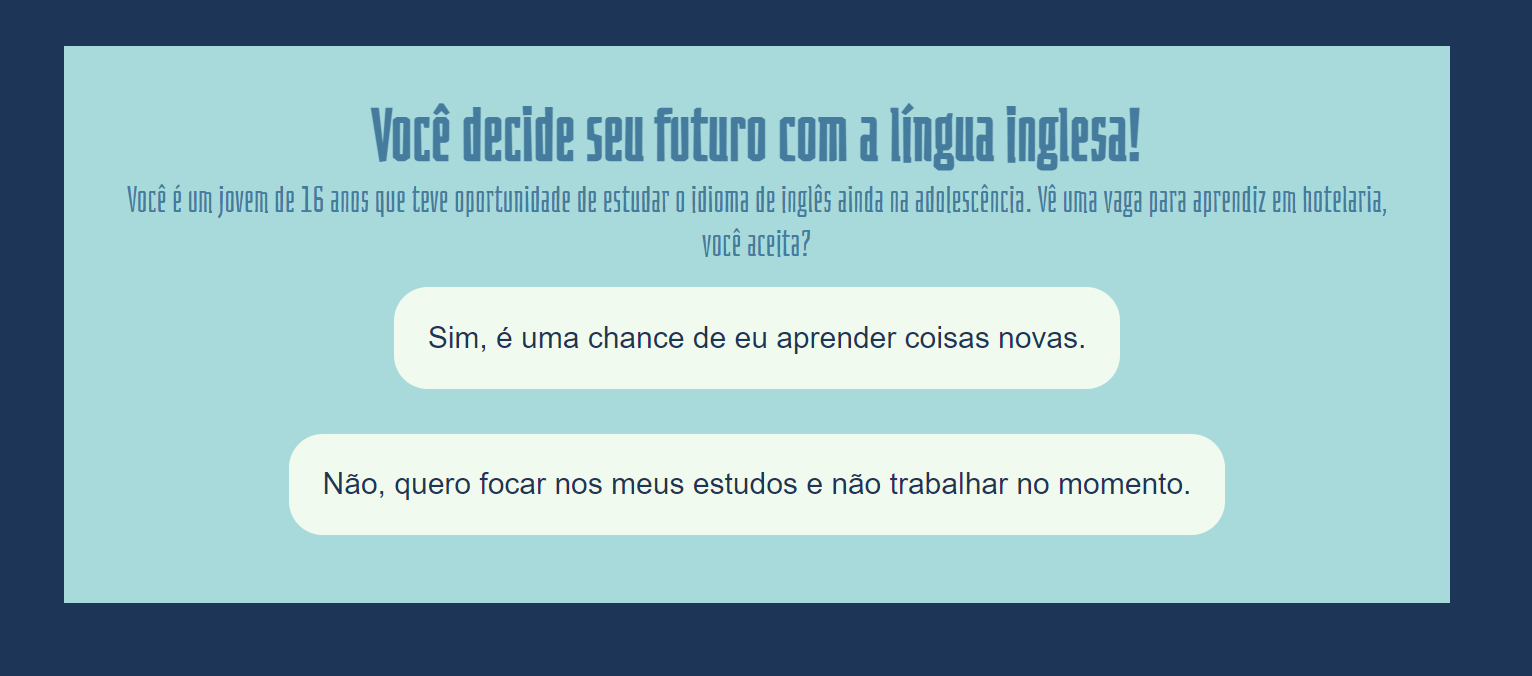 Você decide seu futuro com a língua inglesa!
Você é um jovem de 16 anos que teve oportunidade de estudar o idioma de inglês ainda na adolescência. Vê uma vaga para aprendiz em hotelaria,
você aceita?
Sim, é uma chance de eu aprender coisas novas.
Não, quero focar nos meus estudos e não trabalhar no momento.